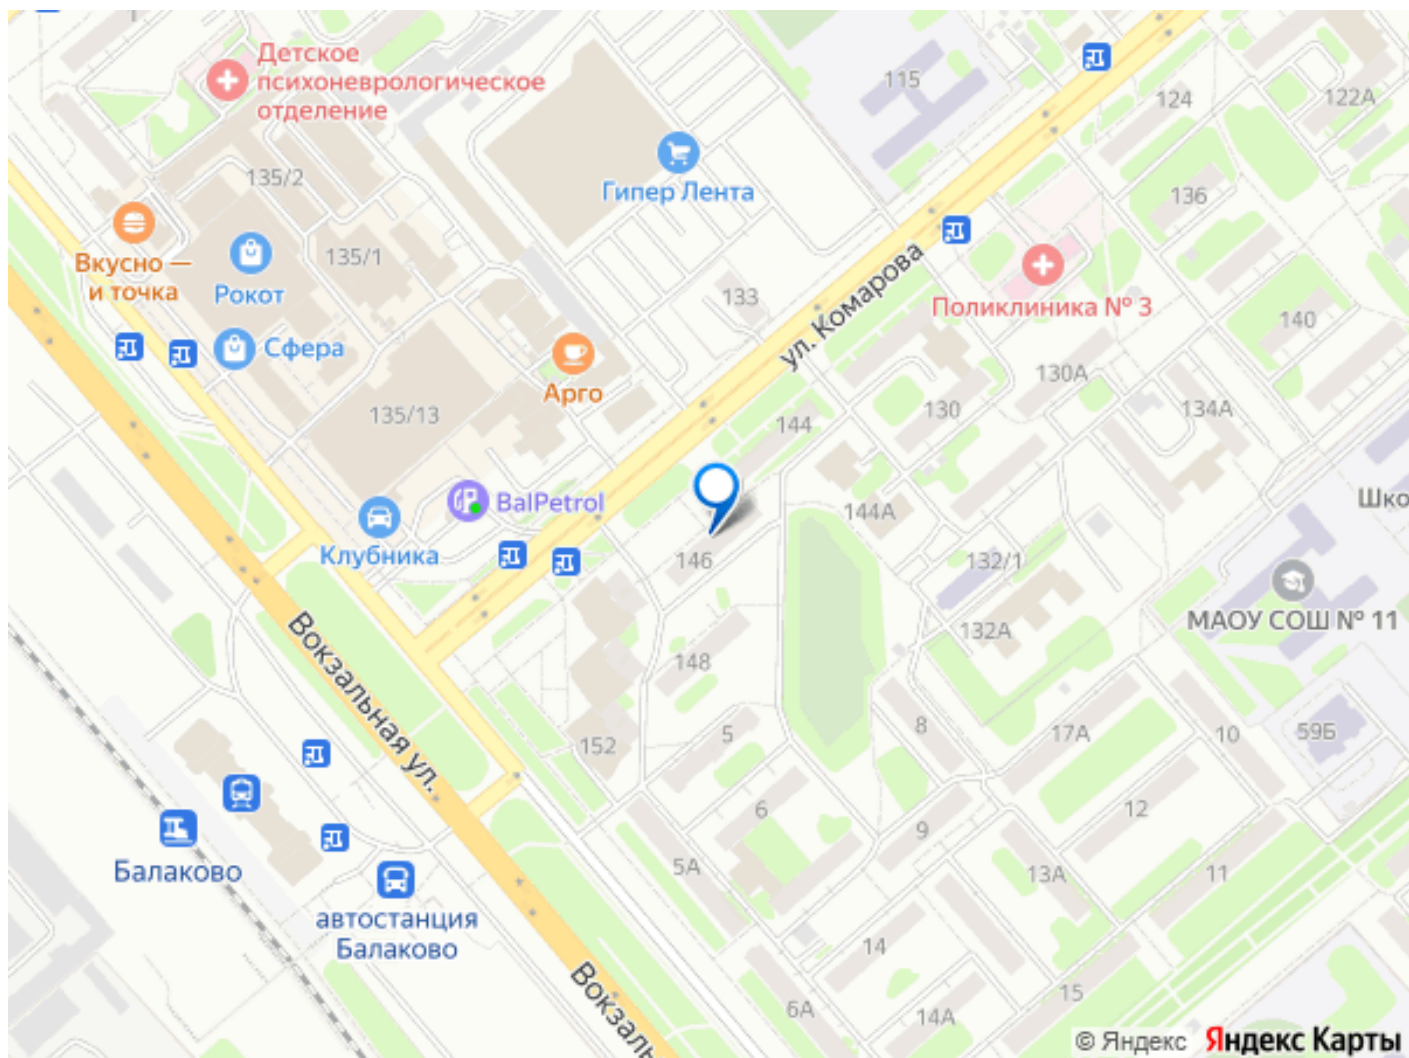 Детское
психоневрологическое
отделение
115
124
122А
135/2
Гипер Лента
136
Вкусно —
и точка
Рокот
135/1
133
ул. Комарова
Поликлиника № 3
140
Сфера
Арго
130А
135/13
144
130
134А
BalPetrol
144А
Шко
Клубника
146
132/1
МАОУ СОШ № 11
132А
Вокзальная ул.
148
152
5
8
17А
10
59Б
6
12
9
Балаково
5А
13А
11
автостанция
Балаково
14
15
6А
14А
Вокзаль
© Яндекс Яндекс Карты